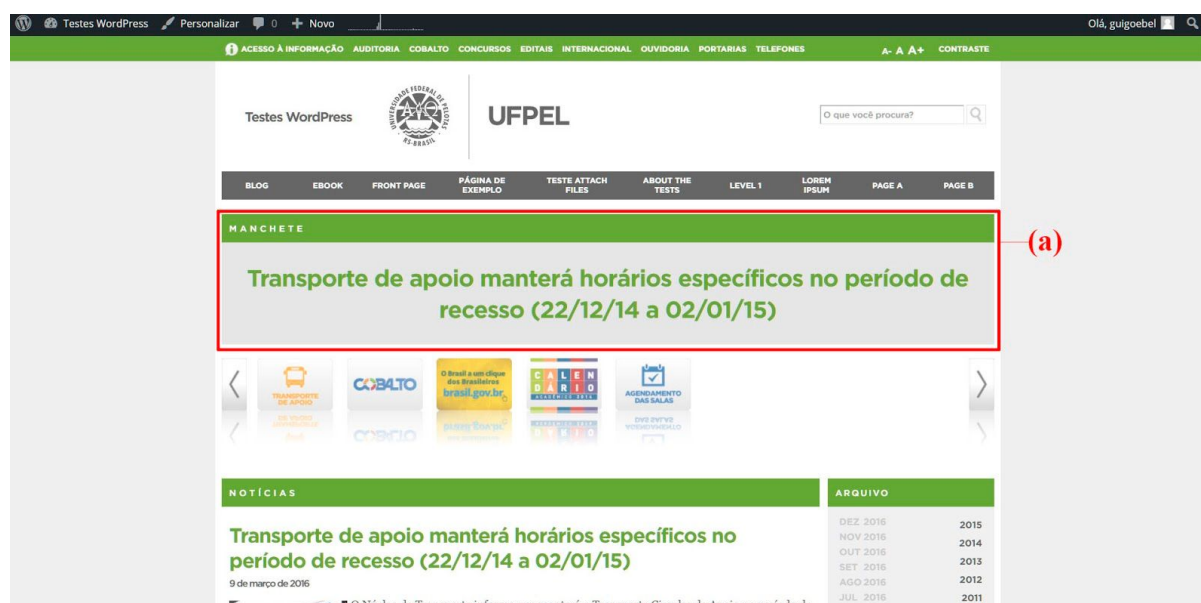 Testes WordPress Personalizar 0 + Novo Olá, guigoebel
ACESSO À INFORMAÇÃO AUDITORIA COBALTO CONCURSOS EDITAIS INTERNACIONAL OUVIDORIA PORTARIAS TELEFONES A- A A+ CONTRASTE
Testes WordPress
UNIVERSIDADE FEDERAL DE PELOTAS
RS-BRASIL
UFPEL
O que você procura?
BLOG EBOOK FRONT PAGE PÁGINA DE EXEMPLO TESTE ATTACH FILES ABOUT THE TESTS LEVEL 1 LOREM IPSUM PAGE A PAGE B
MANCHETE
(a)
Transporte de apoio manterá horários específicos no período de
recesso (22/12/14 a 02/01/15)
TRANSPORTE
DE APOIO
COBALTO
O Brasil a um clique
dos Brasileiros
brasil.gov.br
CALEN
DÁRIO
ACADÊMICO 2016
AGENDAMENTO
DAS SALAS
NOTÍCIAS
Transporte de apoio manterá horários específicos no
período de recesso (22/12/14 a 02/01/15)
9 de março de 2016
ARQUIVO
DEZ 2016 2015
NOV 2016 2014
OUT 2016 2013
SET 2016 2012
AGO 2016 2011
JUL 2016